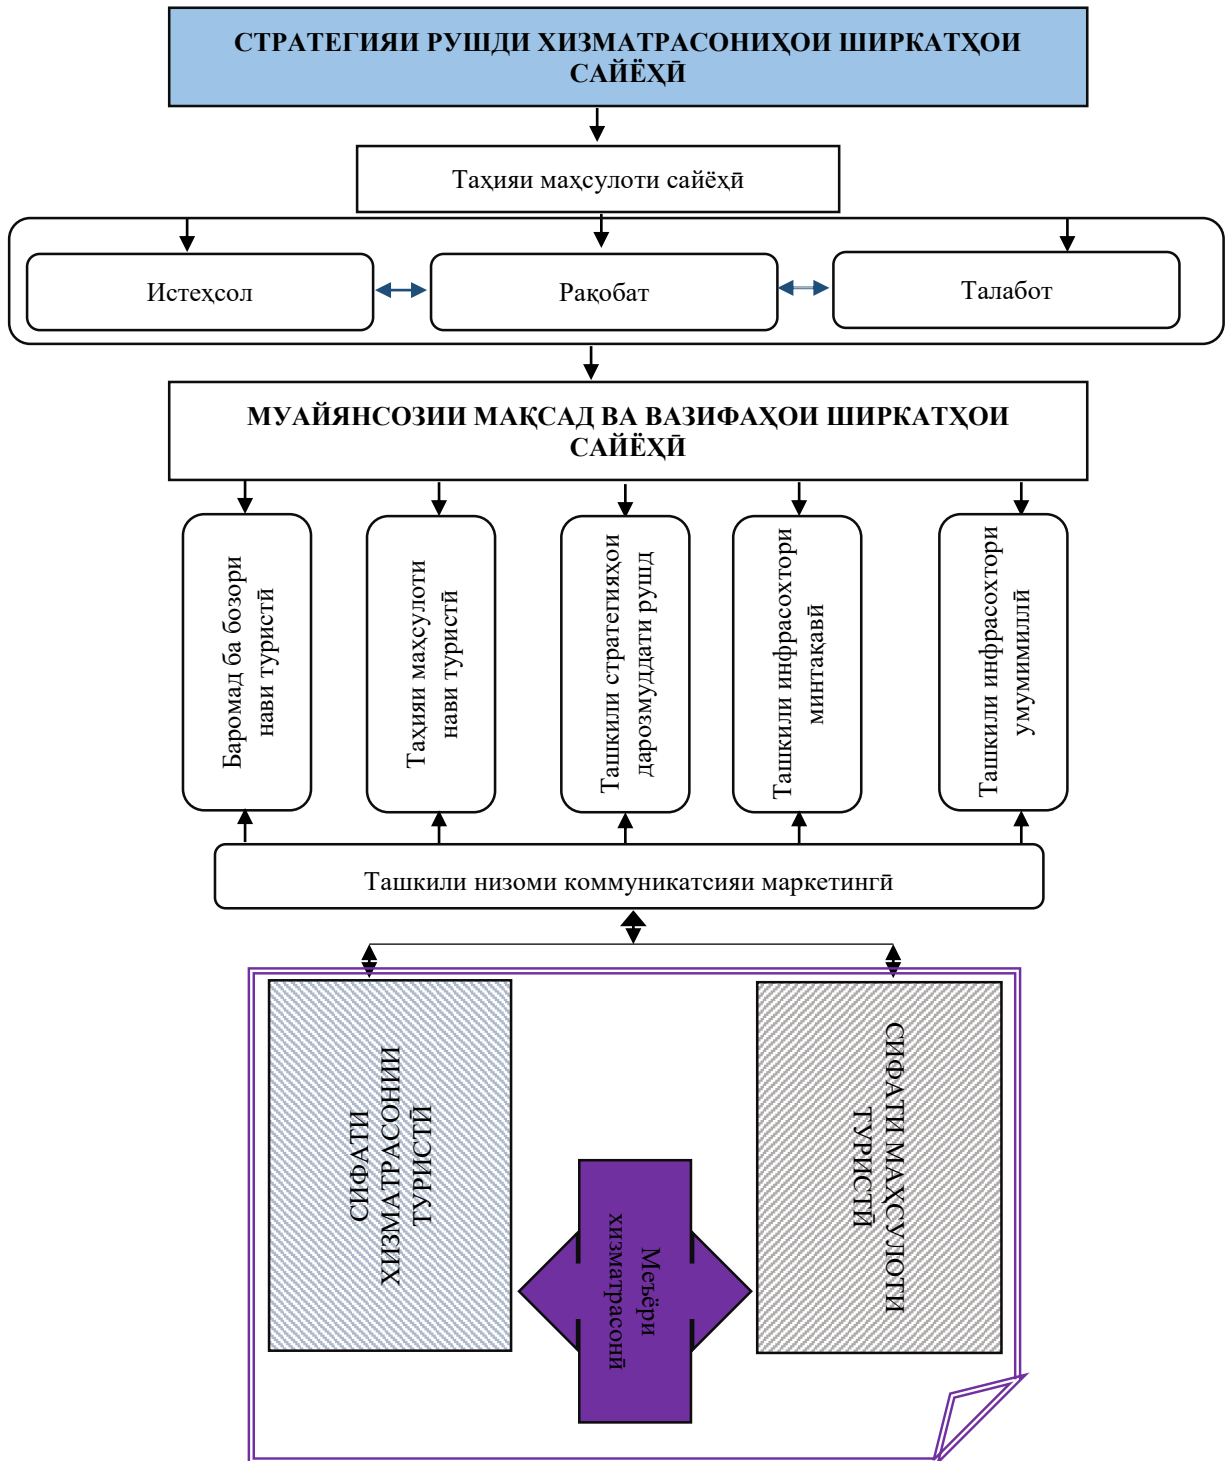 СТРАТЕГИЯИ РУШДИ ХИЗМАТРАСОНИҲОИ ШИРКАТҲОИ
САЙЁҲӢ
Таҳияи маҳсулоти сайёҳӣ
Истеҳсол
Рақобат
Талабот
МУАЙЯНСОЗИИ МАҚСАД ВА ВАЗИФАҲОИ ШИРКАТҲОИ
САЙЁҲӢ
Баромад ба бозори
нави туристӣ
Таҳияи маҳсулоти
нави туристӣ
Ташкили стратегияҳои
дарозмуддати рушд
Ташкили инфрасохтори
минтақавӣ
Ташкили инфрасохтори
умумимиллӣ
Ташкили низоми коммуникатсияи маркетингӣ
СИФАТИ
ХИЗМАТРАСОНИИ
ТУРИСТӢ
Меъёри
хизматрасонӣ
СИФАТИ МАҲСУЛОТИ
ТУРИСТӢ